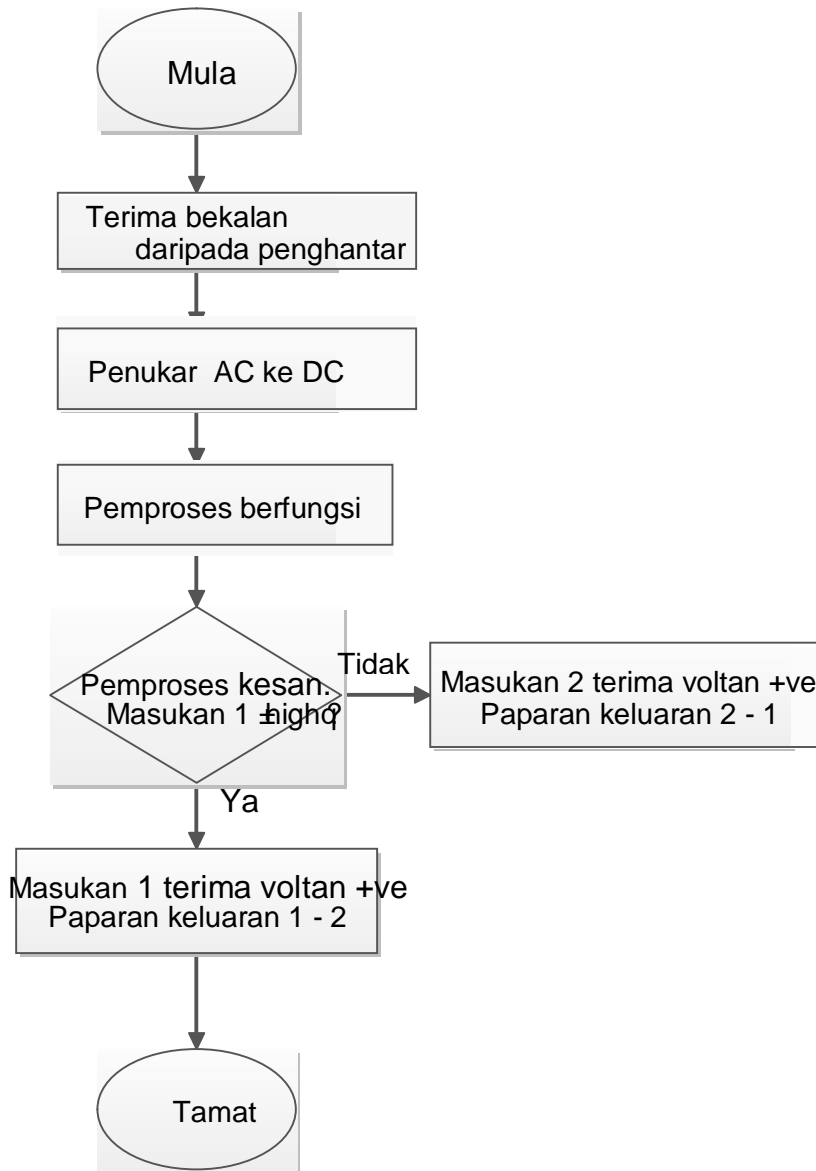 Mula
Terima bekalan
daripada penghantar
Penukar AC ke DC
Pemproses berfungsi
Pemproses kesan.
Masukan 1 ±highq?
Tidak
Masukan 2 terima voltan +ve
Paparan keluaran 2 - 1
Ya
Masukan 1 terima voltan +ve
Paparan keluaran 1 - 2
Tamat